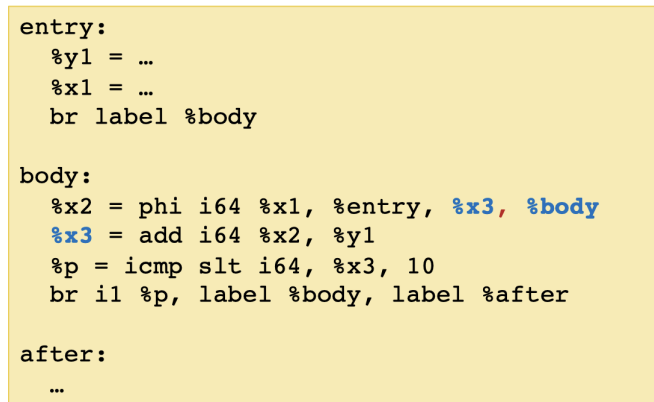 entry:
%y1 = …
%x1 = …
br label %body
body:
%x2 = phi i64 %x1, %entry, %x3, %body
%x3 = add i64 %x2, %y1
%p = icmp slt i64, %x3, 10
br i1 %p, label %body, label %after
after:
…